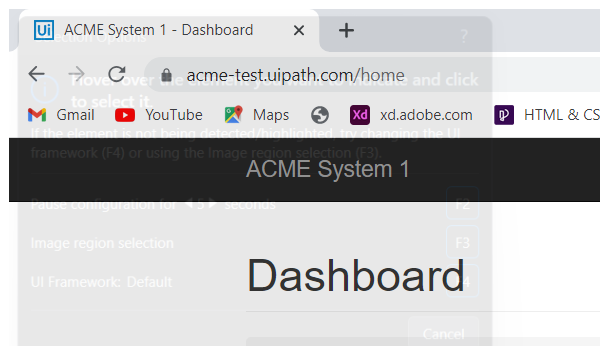 Ui ACME System 1 - Dashboard
?
acme-test.uipath.com/home
Hover over the element you want to indicate and click
to select it.
Gmail YouTube Maps Xd xd.adobe.com HTML & CS
If the element is not being detected/highlighted, try changing the UI
framework (F4) or using the Image region selection (F3).
ACME System 1
Pause configuration for 5 seconds F2
Image region selection F3
Dashboard
UI Framework: Default
Cancel